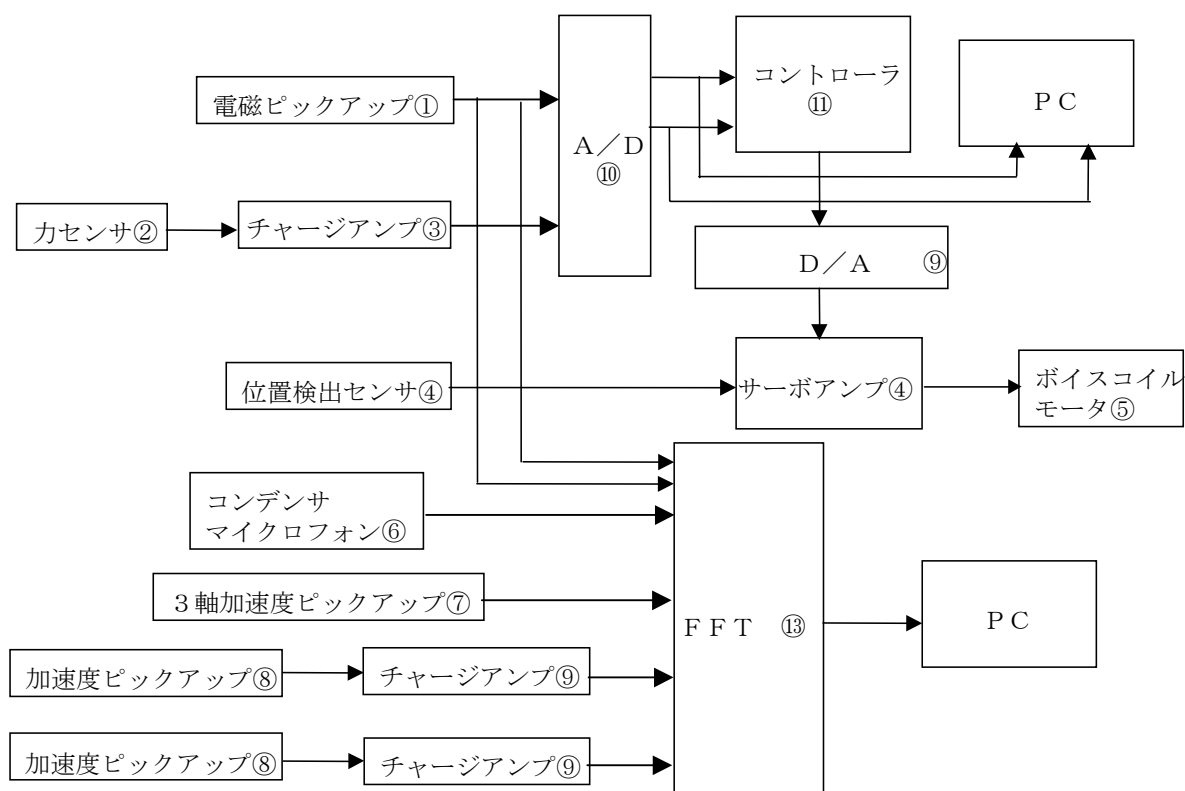 電磁ピックアップ①
A／D
⑩
コントローラ
⑪
PC
力センサ②
チャージアンプ③
D／A ⑨
位置検出センサ④
サーボアンプ④
ボイスコイル
モータ⑤
コンデンサ
マイクロフォン⑥
３軸加速度ピックアップ⑦
FFT ⑬
PC
加速度ピックアップ⑧
チャージアンプ⑨
加速度ピックアップ⑧
チャージアンプ⑨